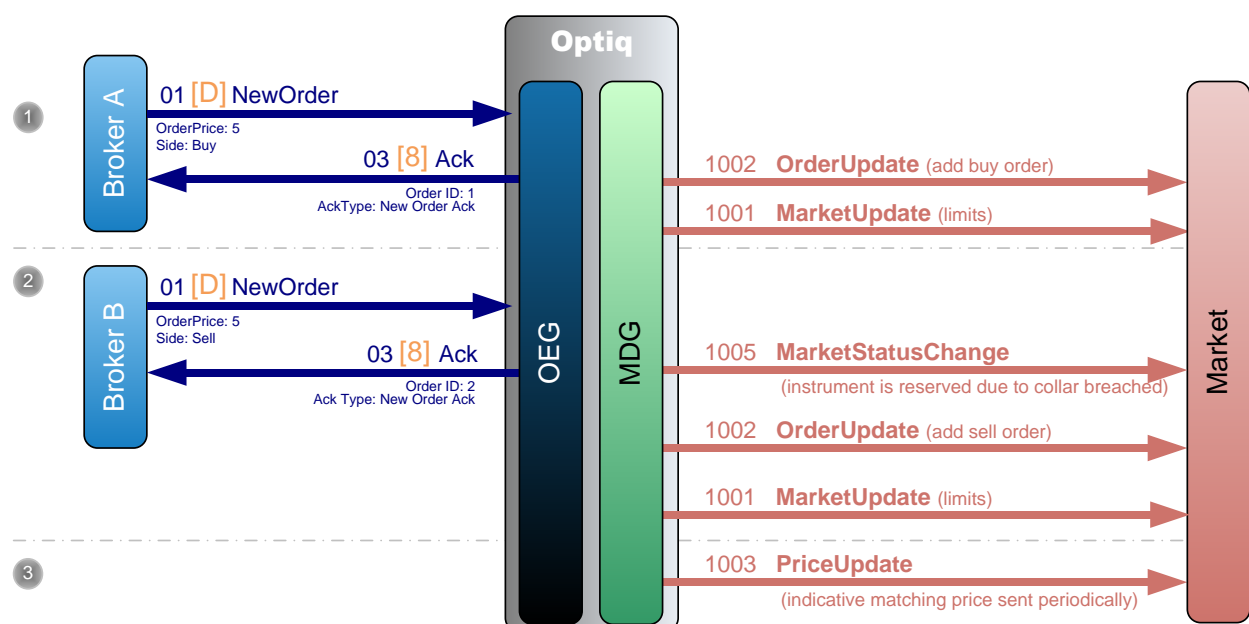 Optiq
1
Broker A
01 [D] NewOrder
OrderPrice: 5
Side: Buy
03 [8] Ack
Order ID: 1
AckType: New Order Ack
1002 OrderUpdate (add buy order)
1001 MarketUpdate (limits)
2
Broker B
01 [D] NewOrder
OrderPrice: 5
Side: Sell
03 [8] Ack
Order ID: 2
Ack Type: New Order Ack
OEG
MDG
Market
1005 MarketStatusChange
(instrument is reserved due to collar breached)
1002 OrderUpdate (add sell order)
1001 MarketUpdate (limits)
3
1003 PriceUpdate
(indicative matching price sent periodically)